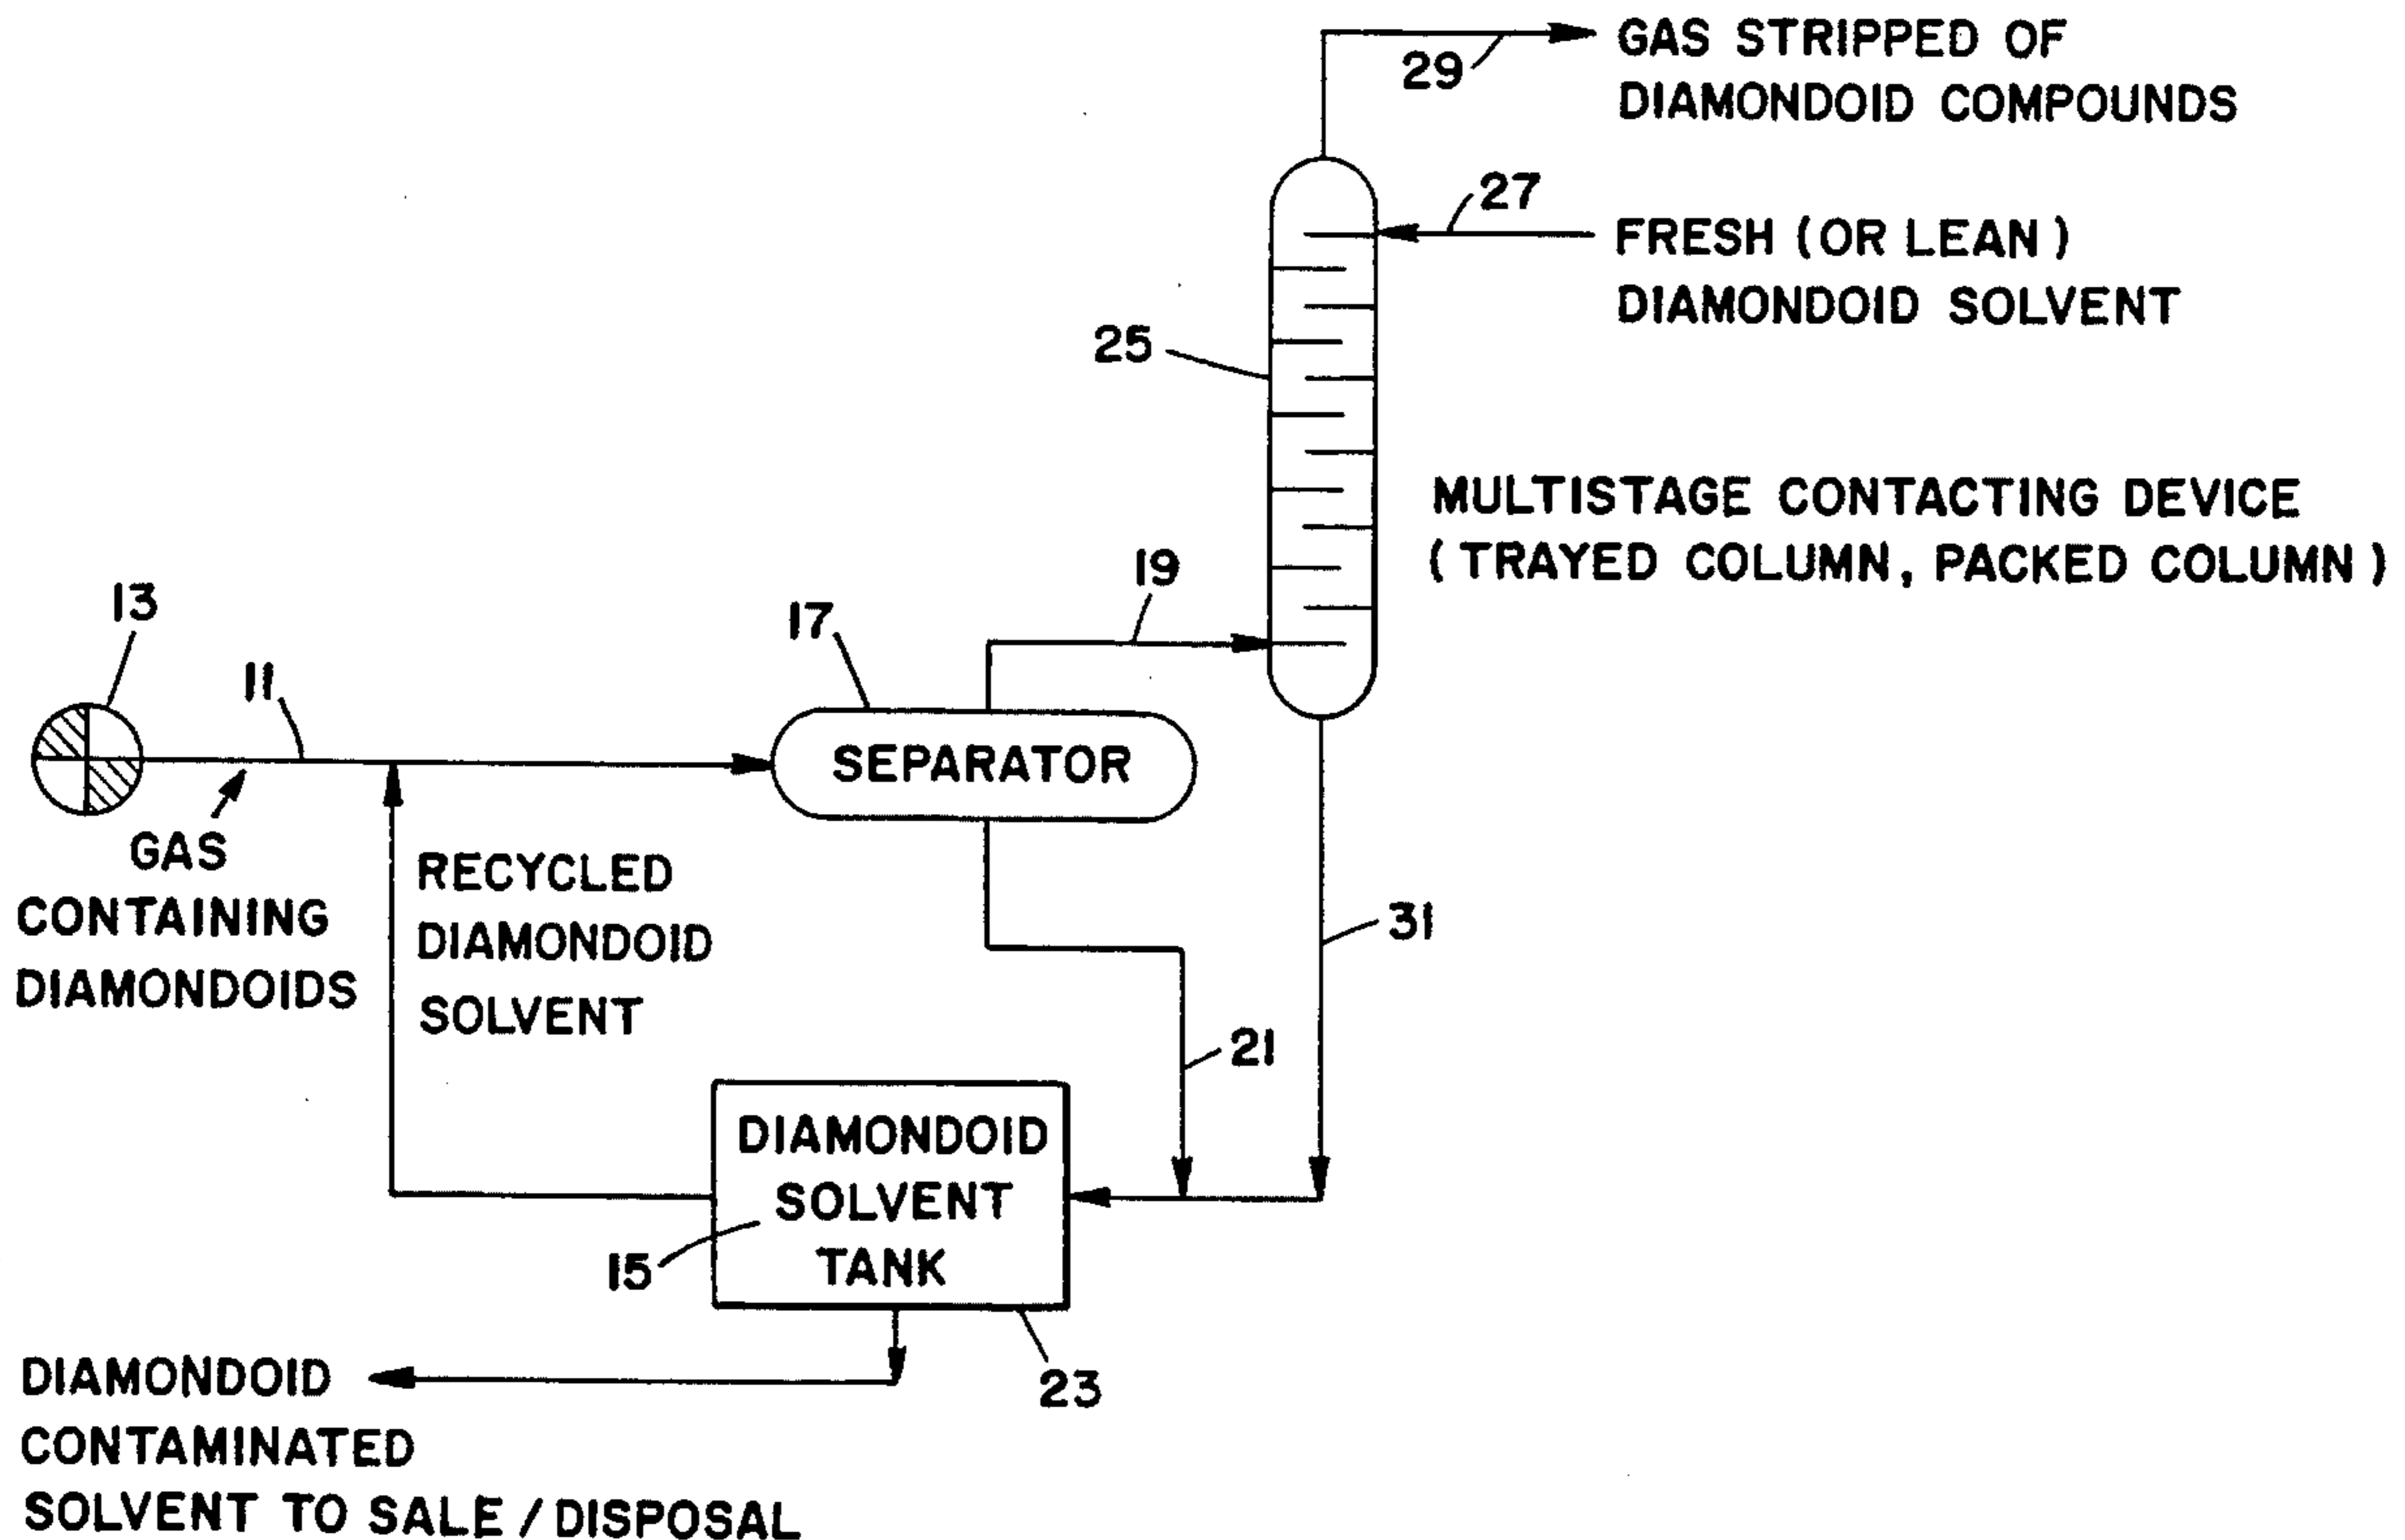 29
GAS STRIPPED OF
DIAMONDOID COMPOUNDS
27
FRESH (OR LEAN)
DIAMONDOID SOLVENT
25
MULTISTAGE CONTACTING DEVICE
(TRAYED COLUMN, PACKED COLUMN)
19
17
13
11
SEPARATOR
GAS
CONTAINING
DIAMONDOIDS
RECYCLED
DIAMONDOID
SOLVENT
31
21
DIAMONDOID
SOLVENT
TANK
15
23
DIAMONDOID
CONTAMINATED
SOLVENT TO SALE / DISPOSAL